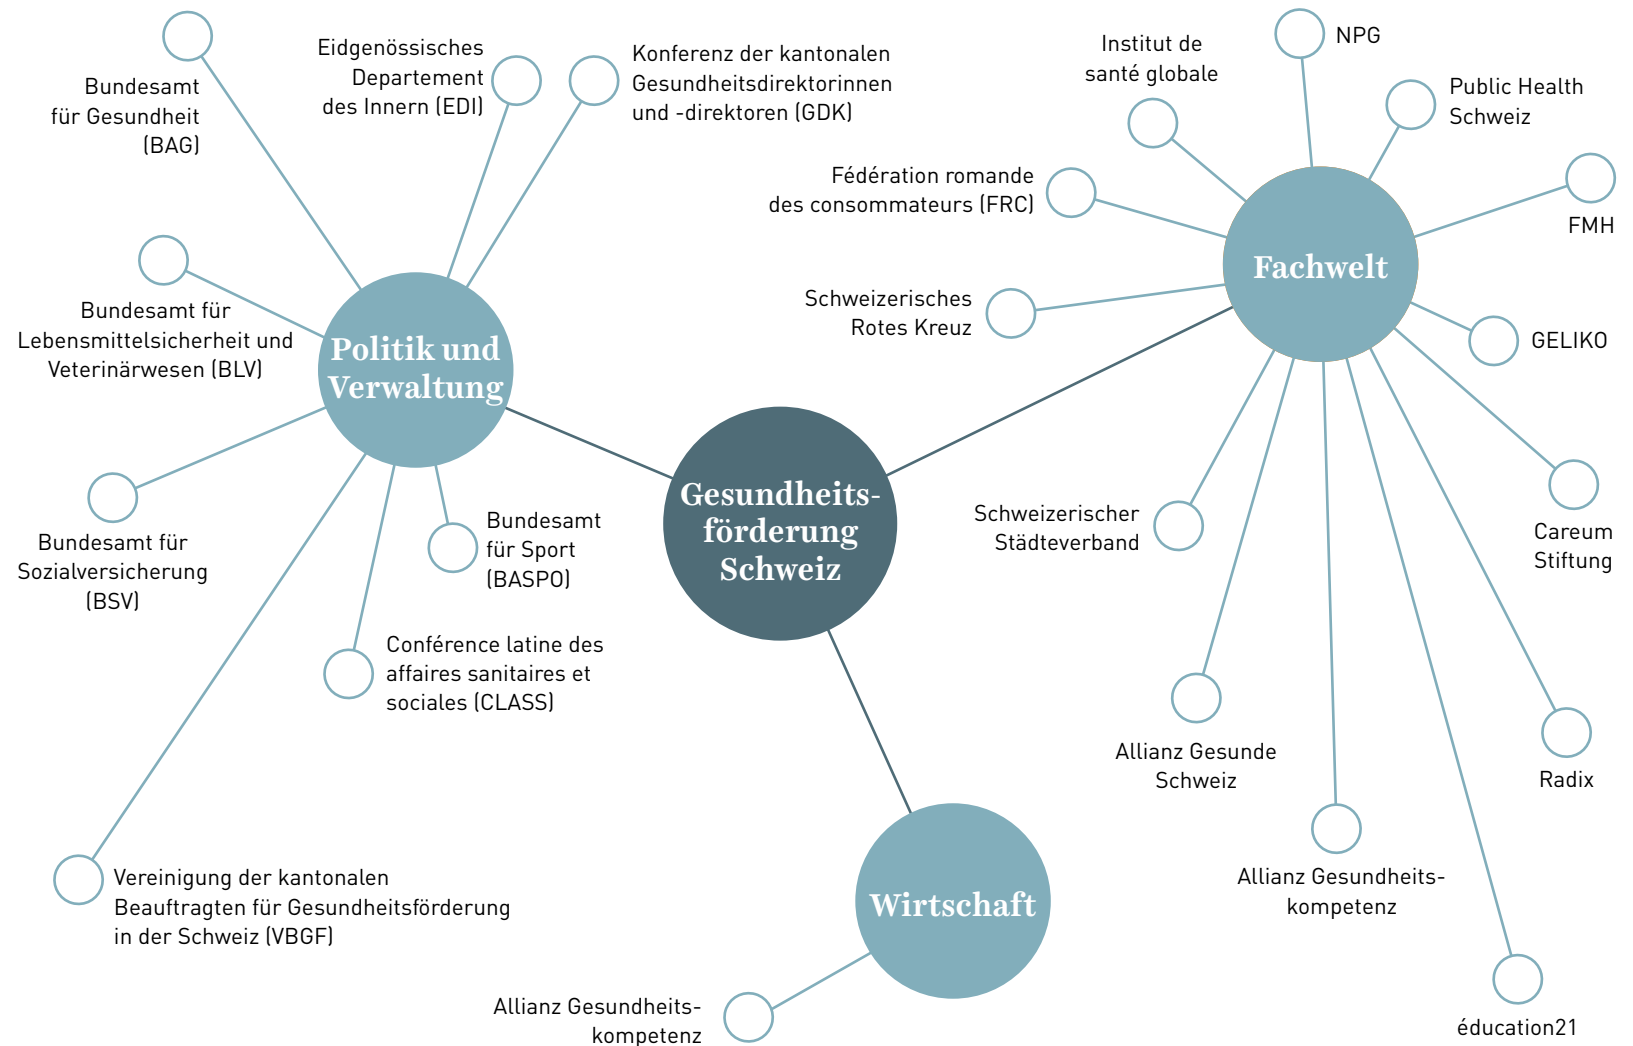 Bundesamt
für Gesundheit
(BAG)
Eidgenössisches
Departement
des Innern (EDI)
Konferenz der kantonalen
Gesundheitsdirektorinnen
und -direktoren (GDK)
Bundesamt für
Lebensmittelsicherheit und
Veterinärwesen (BLV)
Politik und
Verwaltung
Bundesamt für
Sozialversicherung
(BSV)
Bundesamt
für Sport
(BASPO)
Conférence latine des
affaires sanitaires et
sociales (CLASS)
Vereinigung der kantonalen
Beauftragten für Gesundheitsförderung
in der Schweiz (VBGF)
Gesundheits-
förderung
Schweiz
Institut de
santé globale
NPG
Public Health
Schweiz
Fédération romande
des consommateurs (FRC)
FMH
Fachwelt
Schweizerisches
Rotes Kreuz
GELIKO
Schweizerischer
Städteverband
Careum
Stiftung
Allianz Gesunde
Schweiz
Radix
Allianz Gesundheits-
kompetenz
éducation21
Wirtschaft
Allianz Gesundheits-
kompetenz